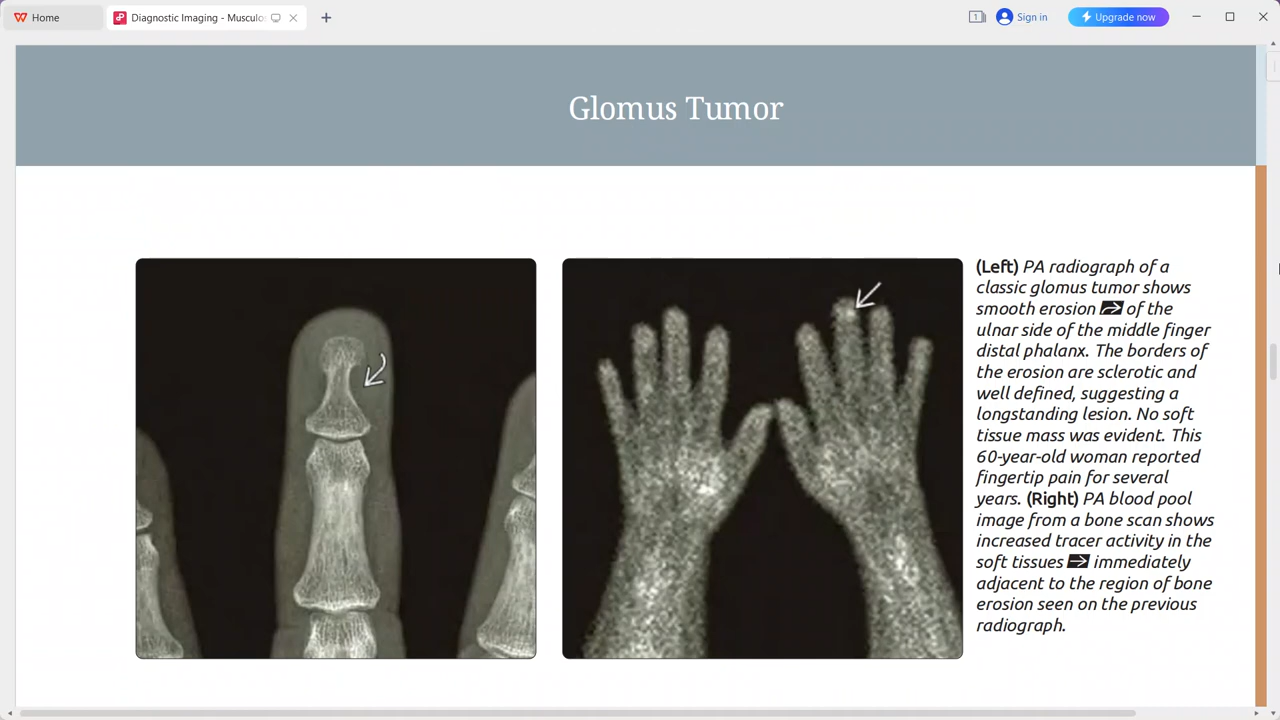 Home
Diagnostic Imaging - Musculos
1
Sign in
Upgrade now
Glomus Tumor
(Left) PA radiograph of a
classic glomus tumor shows
smooth erosion of the
ulnar side of the middle finger
distal phalanx. The borders of
the erosion are sclerotic and
well defined, suggesting a
longstanding lesion. No soft
tissue mass was evident. This
60-year-old woman reported
fingertip pain for several
years. (Right) PA blood pool
image from a bone scan shows
increased tracer activity in the
soft tissues immediately
adjacent to the region of bone
erosion seen on the previous
radiograph.